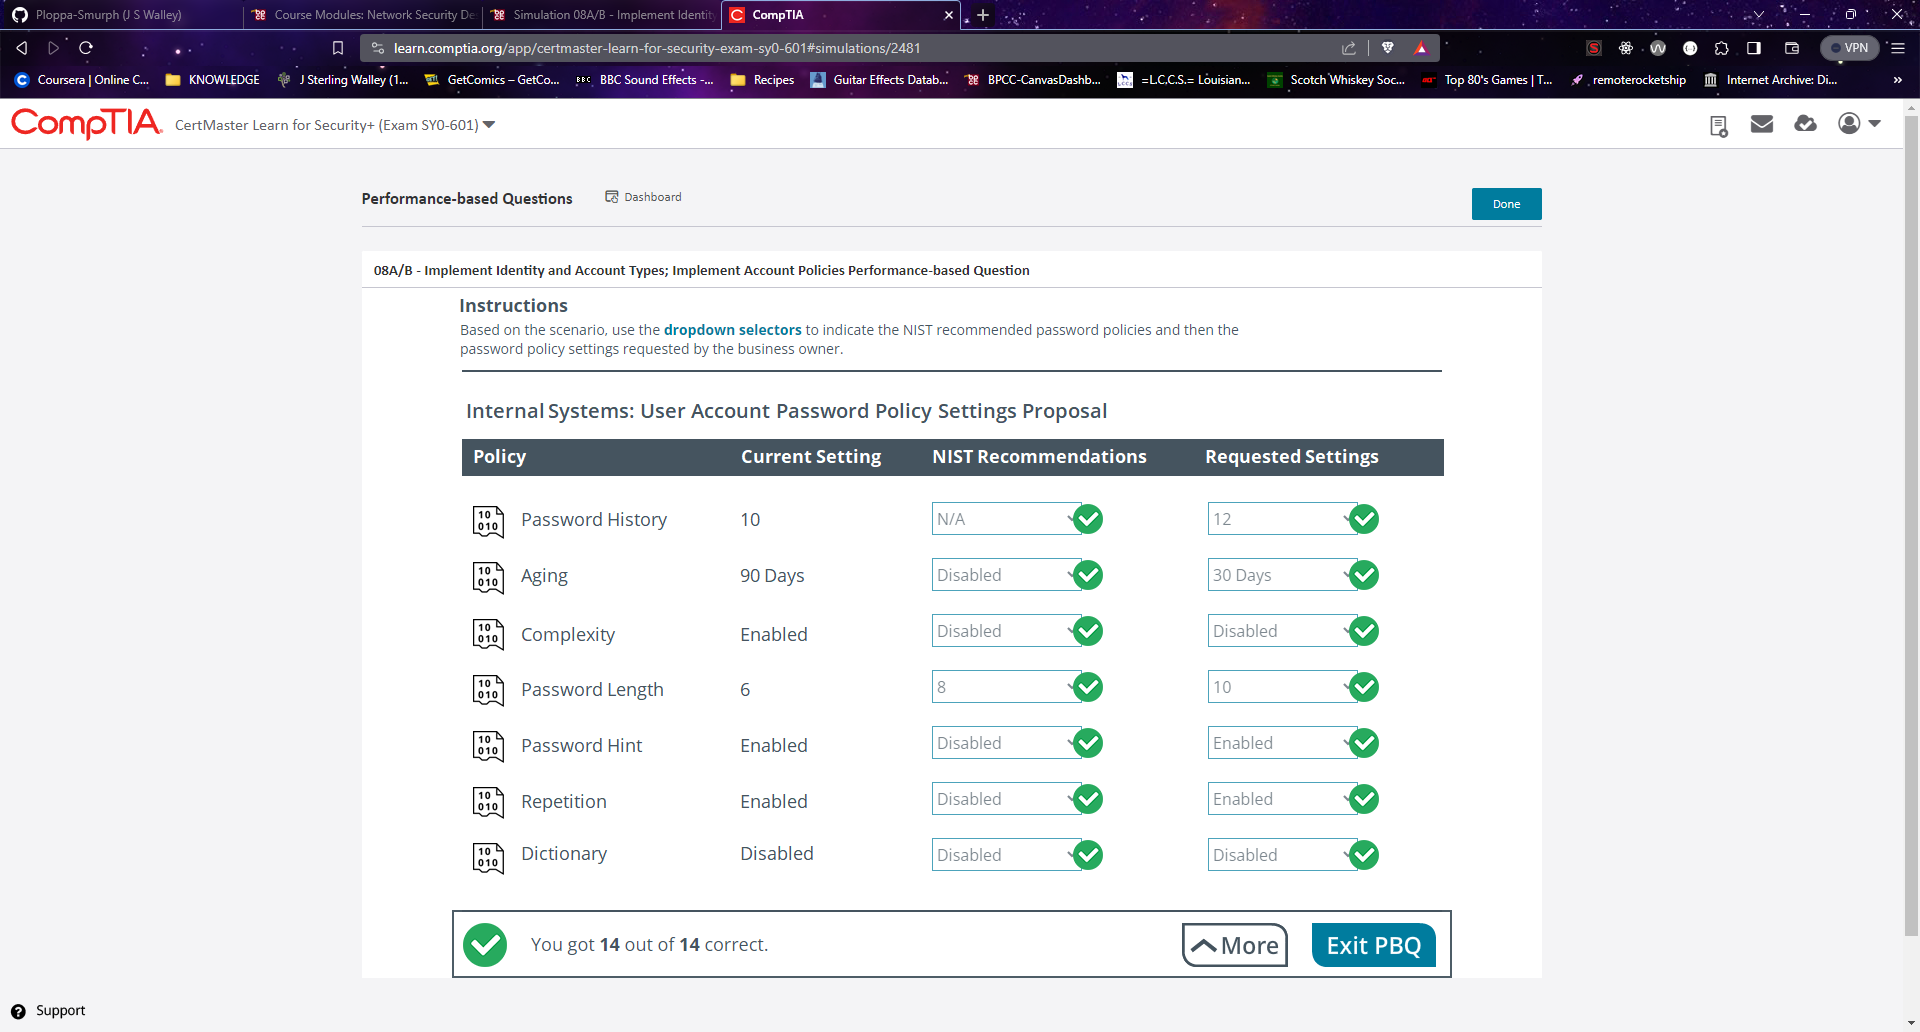 Ploppa-Smurph (J S Walley)
Course Modules: Network Security De
Simulation 08A/B - Implement Identity
CompTIA
learn.comptia.org/app/certmaster-learn-for-security-exam-sy0-601#simulations/2481
VPN
Coursera | Online C...
KNOWLEDGE
J Sterling Walley (1...
GetComics – GetCo...
BBC Sound Effects -...
Recipes
Guitar Effects Datab...
BPCC-CanvasDashb...
=L.C.C.S.= Louisian...
Scotch Whiskey Soc...
Top 80's Games | T...
remoterocketship
Internet Archive: Di...
»
CompTIA.
CertMaster Learn for Security+ (Exam SY0-601)
Performance-based Questions
Dashboard
Done
08A/B - Implement Identity and Account Types; Implement Account Policies Performance-based Question
Instructions
Based on the scenario, use the dropdown selectors to indicate the NIST recommended password policies and then the
password policy settings requested by the business owner.
Internal Systems: User Account Password Policy Settings Proposal
Policy Current Setting NIST Recommendations Requested Settings
Password History 10 N/A 12
Aging 90 Days Disabled 30 Days
Complexity Enabled Disabled Disabled
Password Length 6 8 10
Password Hint Enabled Disabled Enabled
Repetition Enabled Disabled Enabled
Dictionary Disabled Disabled Disabled
You got 14 out of 14 correct.
More
Exit PBQ
Support